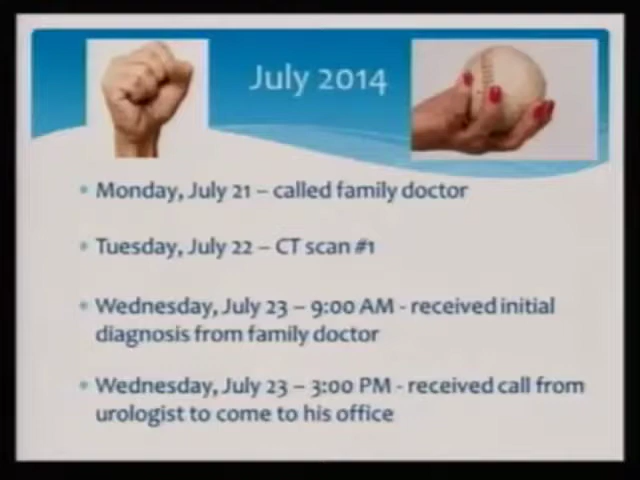 July 2014
Monday, July 21 – called family doctor
Tuesday, July 22 – CT scan #1
Wednesday, July 23 – 9:00 AM - received initial
diagnosis from family doctor
Wednesday, July 23 – 3:00 PM - received call from
urologist to come to his office